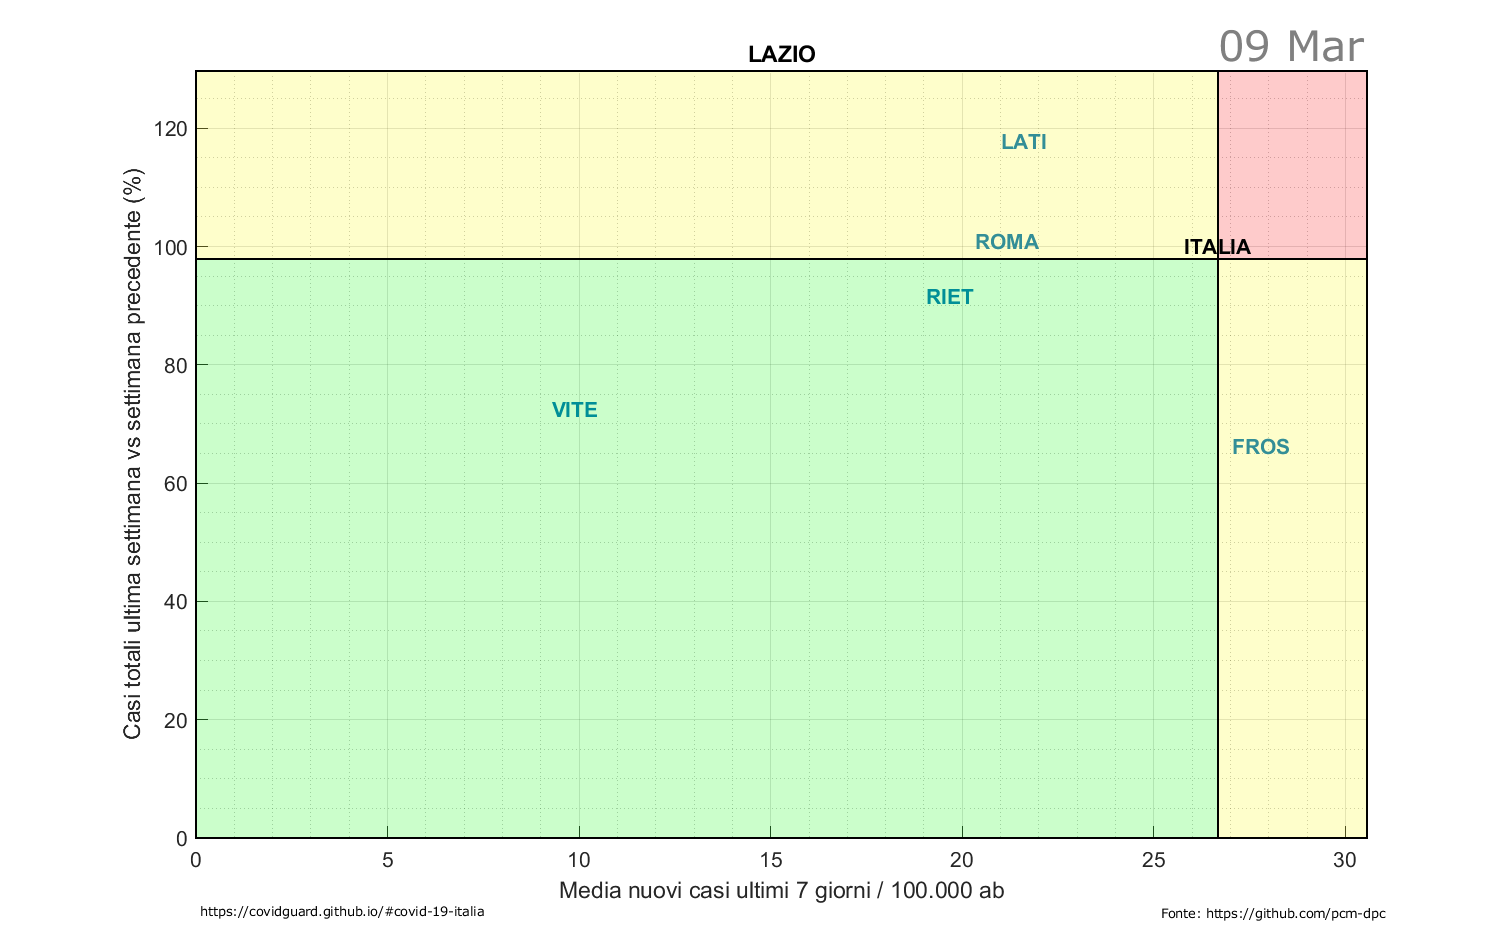 09 Mar
LAZIO
Casi totali ultima settimana vs settimana precedente (%)
120
100
80
60
40
20
0
LATI
ROMA
ITALIA
RIET
VITE
FROS
0 5 10 15 20 25 30
Media nuovi casi ultimi 7 giorni / 100.000 ab
https://covidguard.github.io/#covid-19-italia
Fonte: https://github.com/pcm-dpc